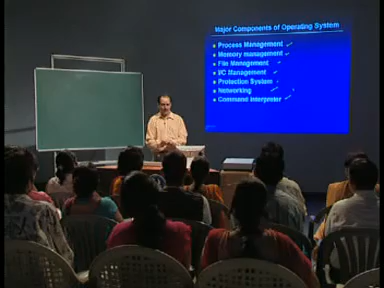 Major Components of Operating System
Process Management
Memory management
File Management
I/O Management
Protection System
Networking
Command Interpreter